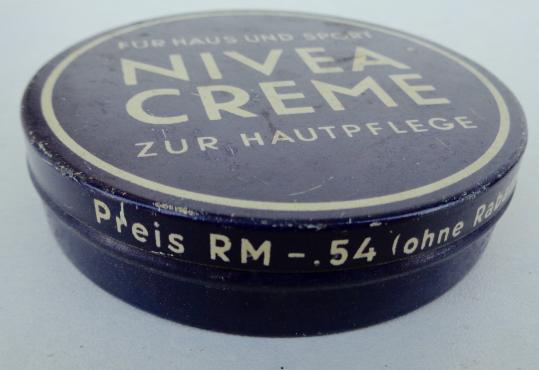 FÜR HAUS UND SPORT
NIVEA
CREME
ZUR HAUTPFLEGE
Preis RM -.54 (ohne